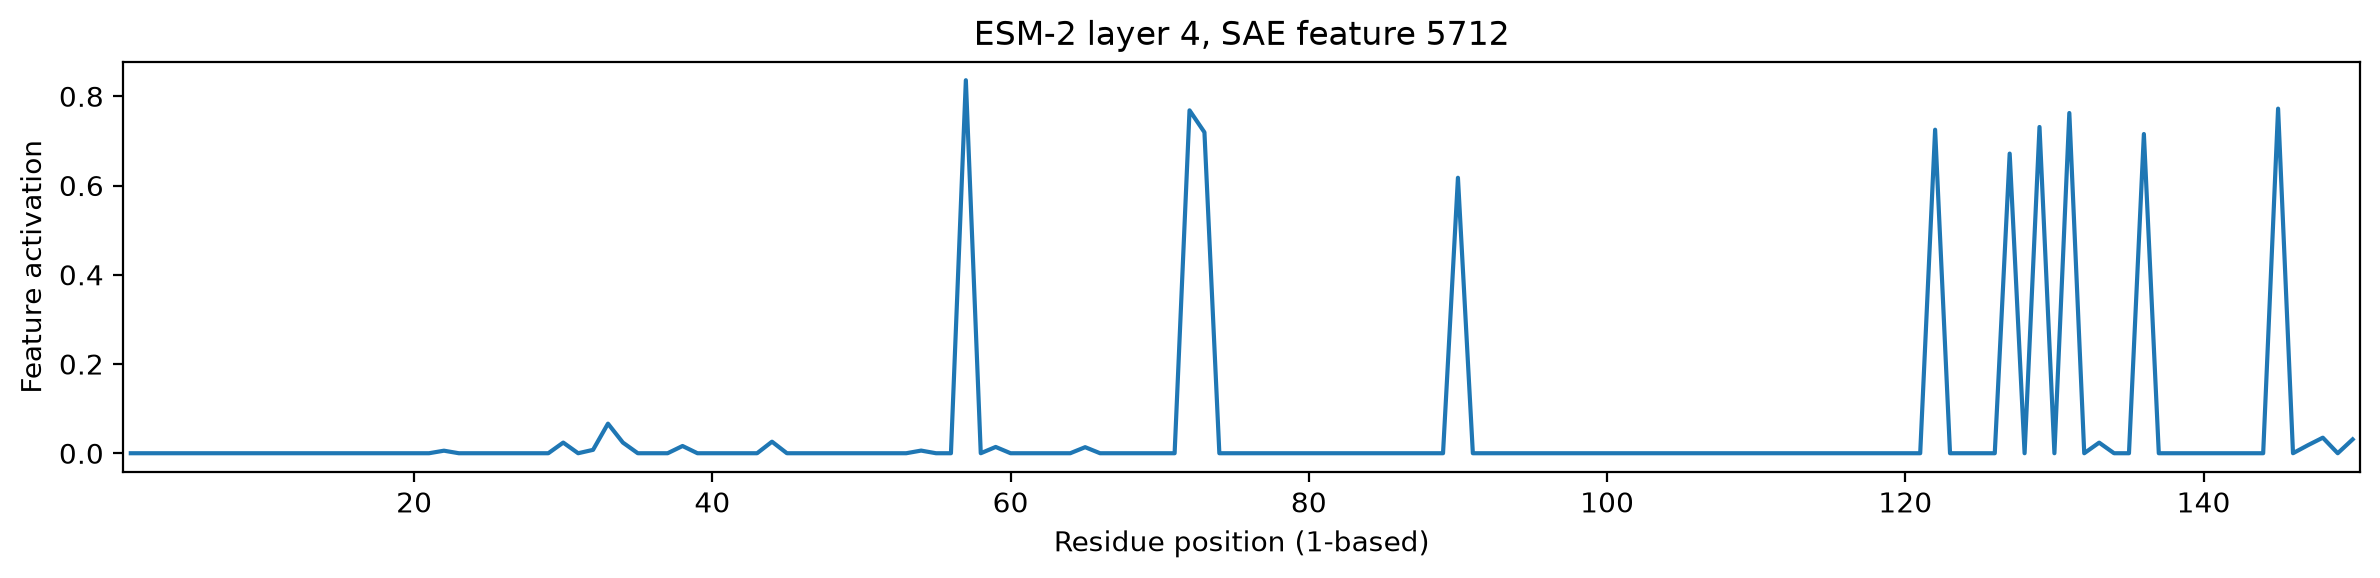 ESM-2 layer 4, SAE feature 5712
Feature activation
0.8
0.6
0.4
0.2
0.0
20 40 60 80 100 120 140
Residue position (1-based)